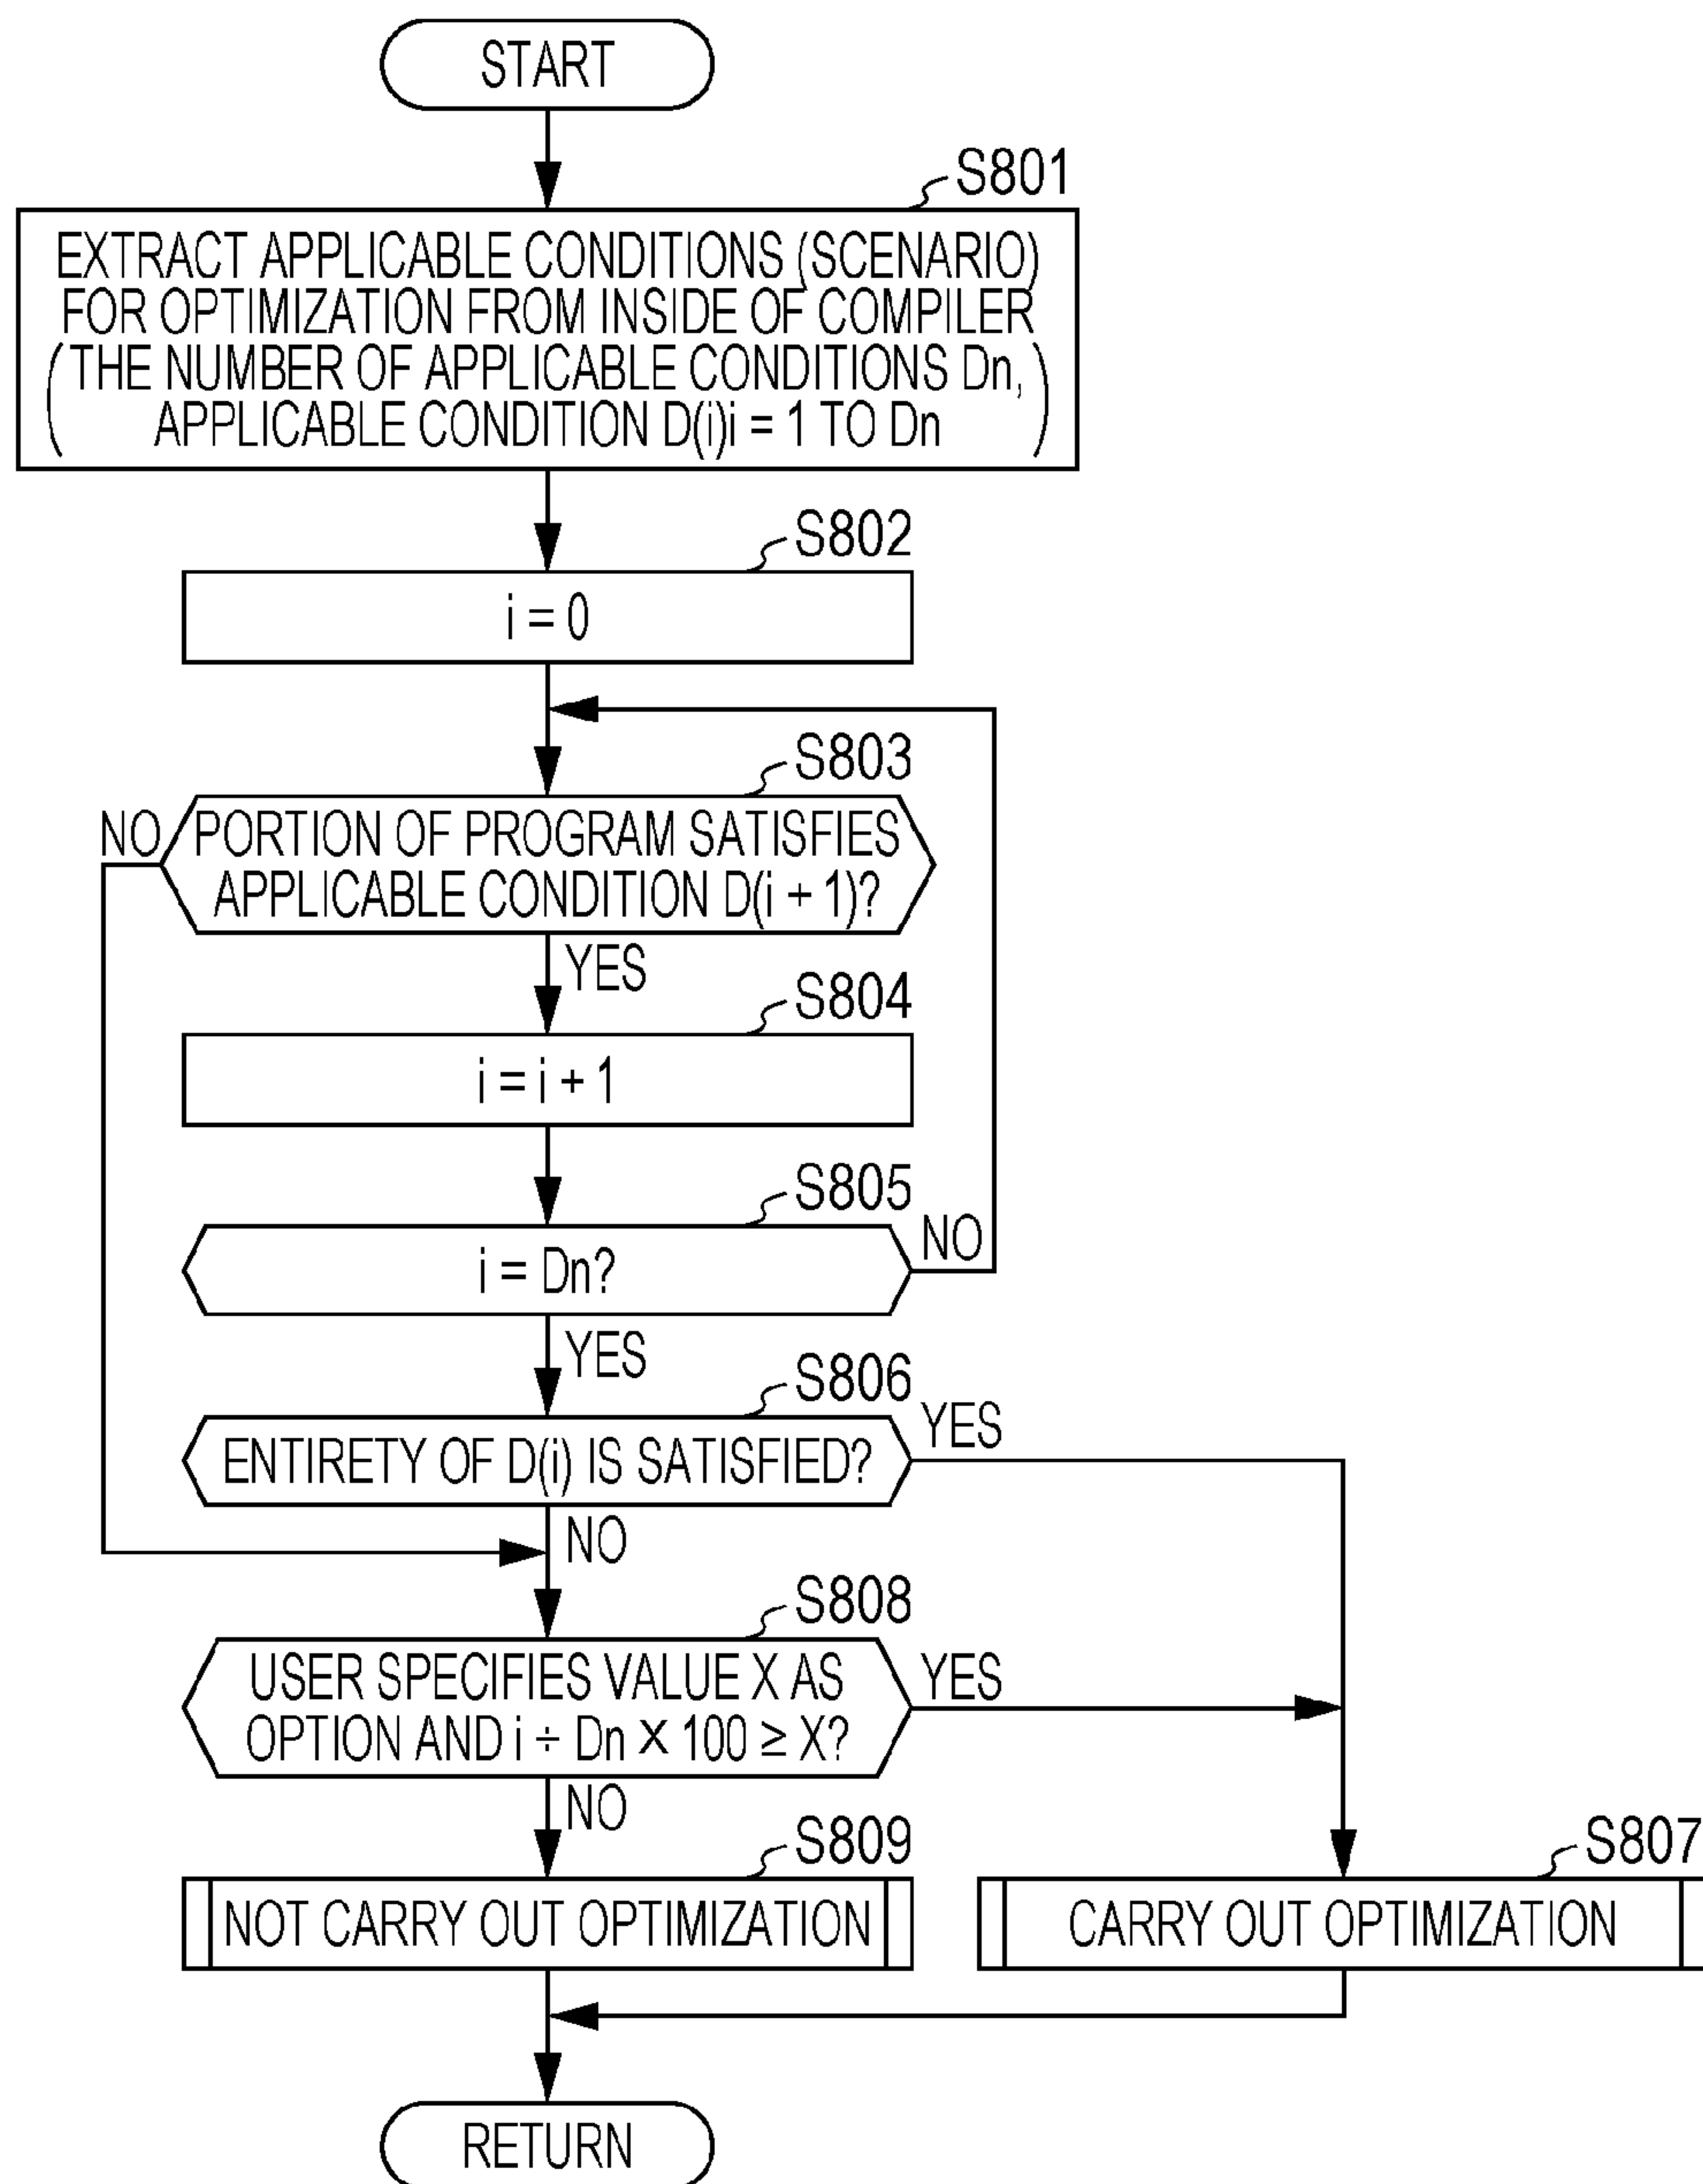 START
S801
EXTRACT APPLICABLE CONDITIONS (SCENARIO)
FOR OPTIMIZATION FROM INSIDE OF COMPILER
(THE NUMBER OF APPLICABLE CONDITIONS Dn,
APPLICABLE CONDITION D(i)i = 1 TO Dn)
S802
i = 0
S803
NO
PORTION OF PROGRAM SATISFIES
APPLICABLE CONDITION D(i + 1)?
YES
S804
i = i + 1
S805
i = Dn?
NO
YES
S806
ENTIRETY OF D(i) IS SATISFIED?
YES
NO
S808
USER SPECIFIES VALUE X AS
OPTION AND i ÷ Dn × 100 ≥ X?
YES
NO
S809
NOT CARRY OUT OPTIMIZATION
S807
CARRY OUT OPTIMIZATION
RETURN